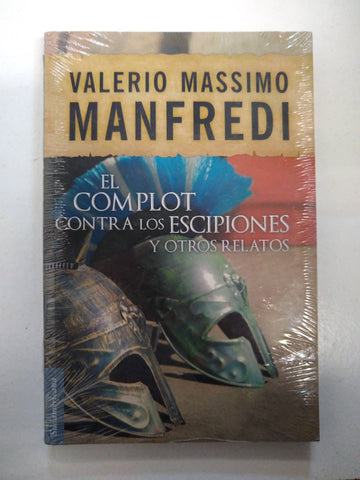 VALERIO MASSIMO
MANFREDI
EL
COMPLOT
CONTRA LOS ESCIPIONES
Y OTROS RELATOS